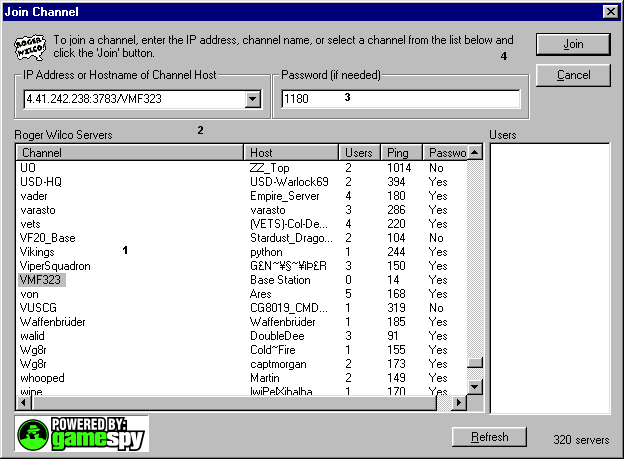 Join Channel
ROGER WILCO!
To join a channel, enter the IP address, channel name, or select a channel from the list below and
click the 'Join' button.
4
Join
Cancel
IP Address or Hostname of Channel Host
Password (if needed)
4.41.242.238:3783/VMF323
1180
3
Roger Wilco Servers
2
Users
Channel Host Users Ping Passwo
UO ZZ_Top 2 1014 No
USD-HQ USD-Warlock69 2 394 Yes
vader Empire_Server 4 180 Yes
varasto varasto 3 286 Yes
vets {VETS}-Col-De... 4 220 Yes
VF20_Base Stardust_Drago... 2 104 No
Vikings 1 python 1 244 Yes
ViperSquadron G£N~¥§~¥iÞ£R 3 150 Yes
VMF323 Base Station 0 14 Yes
von Ares 5 168 Yes
VUSCG CG8019_CMD... 1 319 No
Waffenbrüder Waffenbrüder 1 185 Yes
walid DoubleDee 3 91 Yes
Wg8r Cold~Fire 1 155 Yes
Wg8r captmorgan 2 173 Yes
whooped Martin 2 149 Yes
1 170 Yes
POWERED BY:
gamespy
Refresh
320 servers